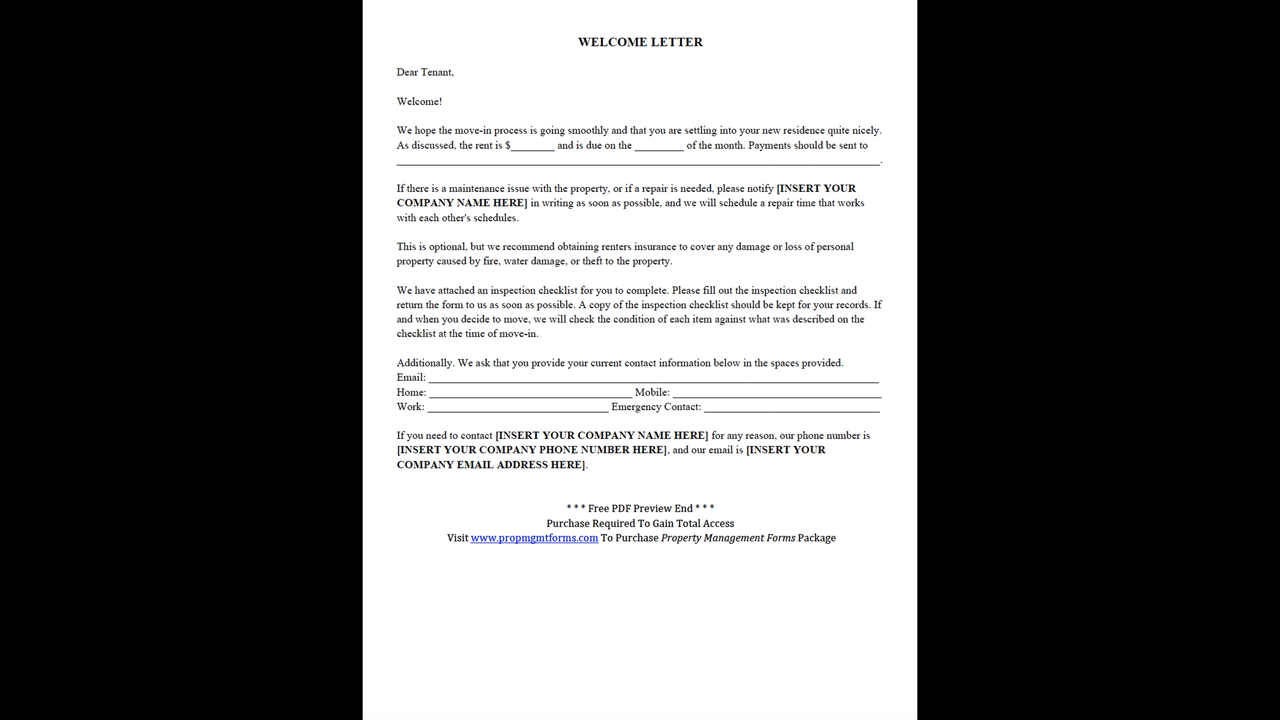 WELCOME LETTER
Dear Tenant,
Welcome!
We hope the move-in process is going smoothly and that you are settling into your new residence quite nicely.
As discussed, the rent is $________ and is due on the _________ of the month. Payments should be sent to
________________________________________________________________________________________.
If there is a maintenance issue with the property, or if a repair is needed, please notify [INSERT YOUR
COMPANY NAME HERE] in writing as soon as possible, and we will schedule a repair time that works
with each other's schedules.
This is optional, but we recommend obtaining renters insurance to cover any damage or loss of personal
property caused by fire, water damage, or theft to the property.
We have attached an inspection checklist for you to complete. Please fill out the inspection checklist and
return the form to us as soon as possible. A copy of the inspection checklist should be kept for your records. If
and when you decide to move, we will check the condition of each item against what was described on the
checklist at the time of move-in.
Additionally. We ask that you provide your current contact information below in the spaces provided.
Email: __________________________________________________________________________________
Home: _____________________________________ Mobile: ______________________________________
Work: _________________________________ Emergency Contact: ________________________________
If you need to contact [INSERT YOUR COMPANY NAME HERE] for any reason, our phone number is
[INSERT YOUR COMPANY PHONE NUMBER HERE], and our email is [INSERT YOUR
COMPANY EMAIL ADDRESS HERE].
* * * Free PDF Preview End * * *
Purchase Required To Gain Total Access
Visit www.propmgmtforms.com To Purchase Property Management Forms Package